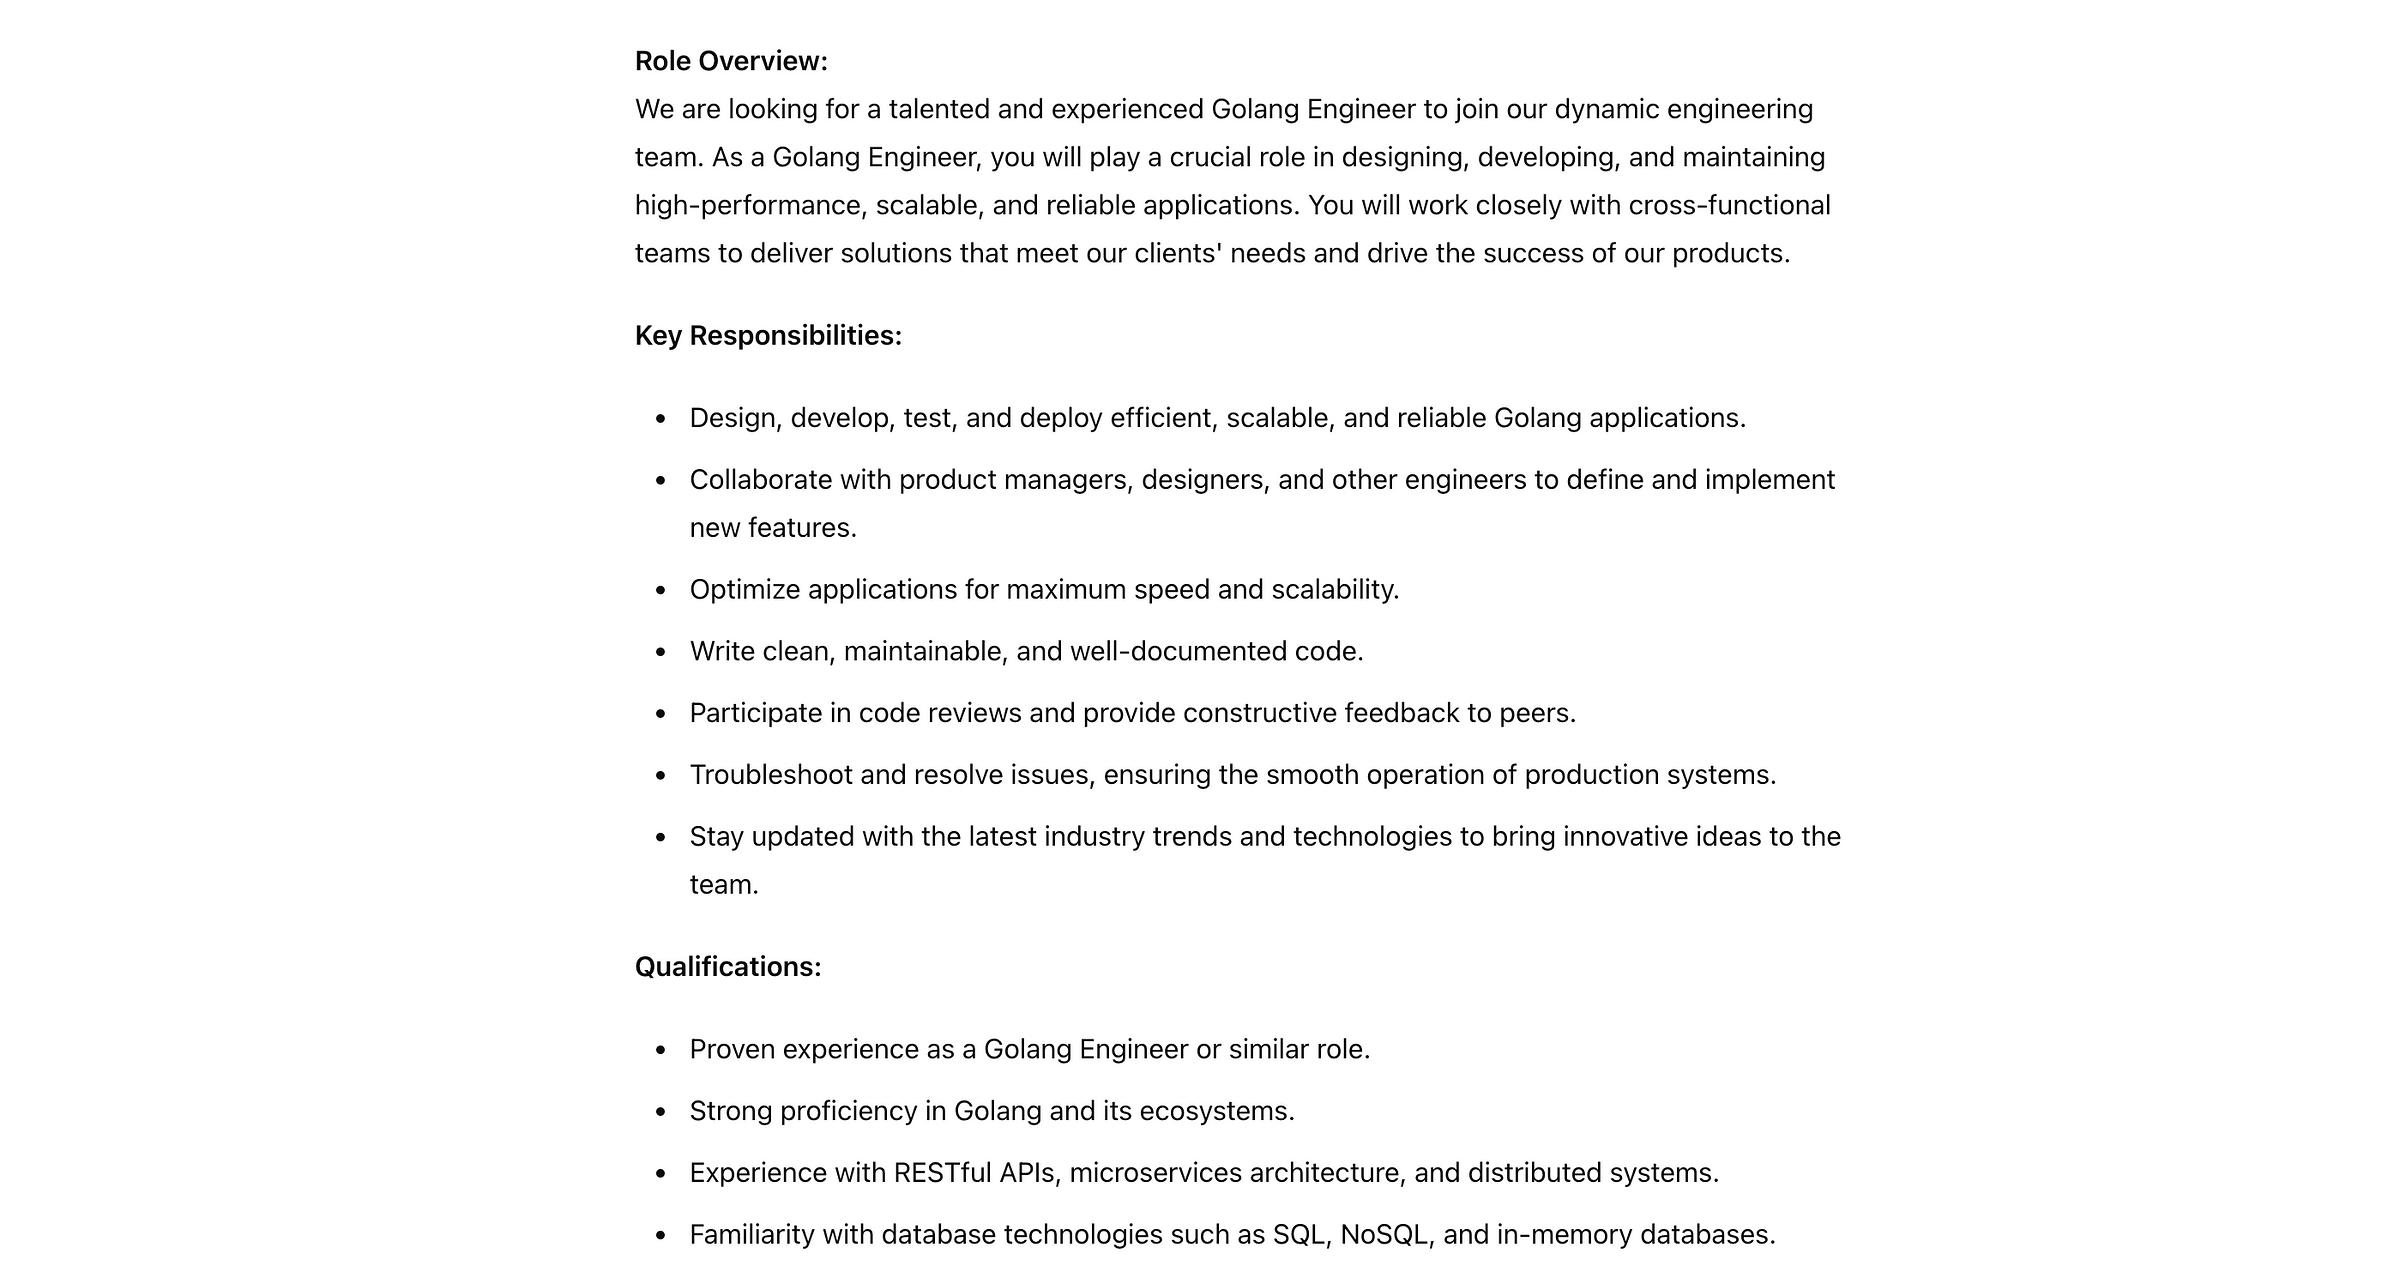 Role Overview:
We are looking for a talented and experienced Golang Engineer to join our dynamic engineering
team. As a Golang Engineer, you will play a crucial role in designing, developing, and maintaining
high-performance, scalable, and reliable applications. You will work closely with cross-functional
teams to deliver solutions that meet our clients' needs and drive the success of our products.
Key Responsibilities:
• Design, develop, test, and deploy efficient, scalable, and reliable Golang applications.
• Collaborate with product managers, designers, and other engineers to define and implement
new features.
• Optimize applications for maximum speed and scalability.
• Write clean, maintainable, and well-documented code.
• Participate in code reviews and provide constructive feedback to peers.
• Troubleshoot and resolve issues, ensuring the smooth operation of production systems.
• Stay updated with the latest industry trends and technologies to bring innovative ideas to the
team.
Qualifications:
• Proven experience as a Golang Engineer or similar role.
• Strong proficiency in Golang and its ecosystems.
• Experience with RESTful APIs, microservices architecture, and distributed systems.
• Familiarity with database technologies such as SQL, NoSQL, and in-memory databases.